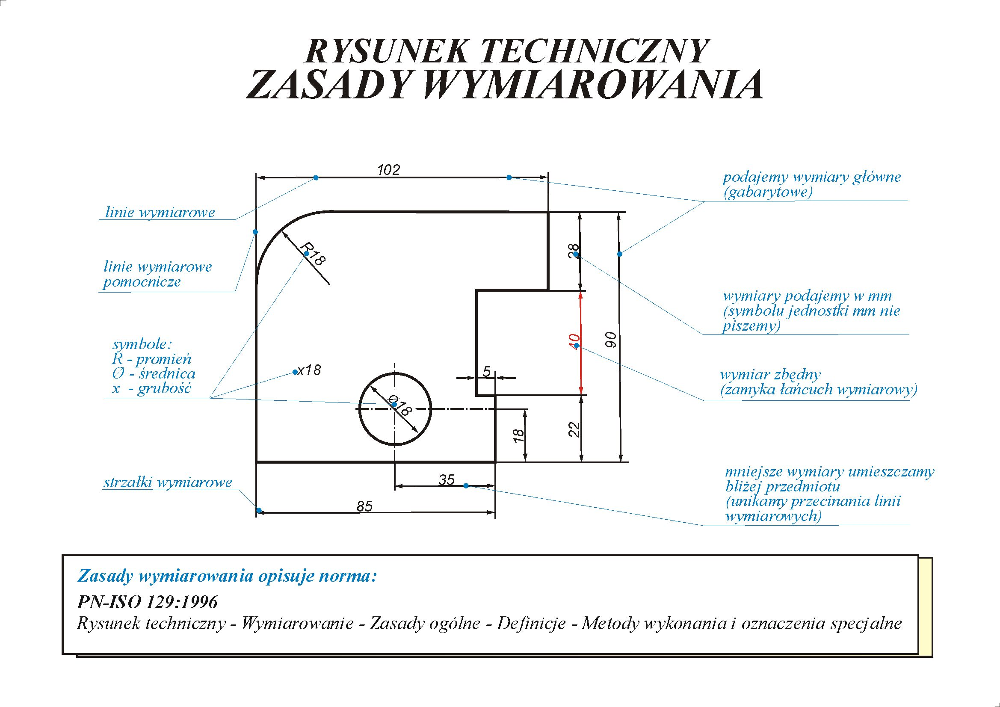 RYSUNEK TECHNICZNY
ZASADY WYMIAROWANIA
102
podajemy wymiary główne
(gabarytowe)
linie wymiarowe
R18
28
linie wymiarowe
pomocnicze
wymiary podajemy w mm
(symbolu jednostki mm nie
piszemy)
40
90
symbole:
R - promień
Ø - średnica
x - grubość
x18
5
wymiar zbędny
(zamyka łańcuch wymiarowy)
Ø18
18
22
strzałki wymiarowe
35
85
mniejsze wymiary umieszczamy
bliżej przedmiotu
(unikamy przecinania linii
wymiarowych)
Zasady wymiarowania opisuje norma:
PN-ISO 129:1996
Rysunek techniczny - Wymiarowanie - Zasady ogólne - Definicje - Metody wykonania i oznaczenia specjalne